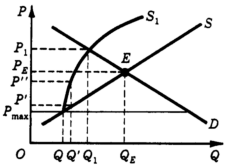 P
S₁
S
P₁
P_E
E
P''
P'
P_max
D
O
Q Q' Q₁ Q_E Q